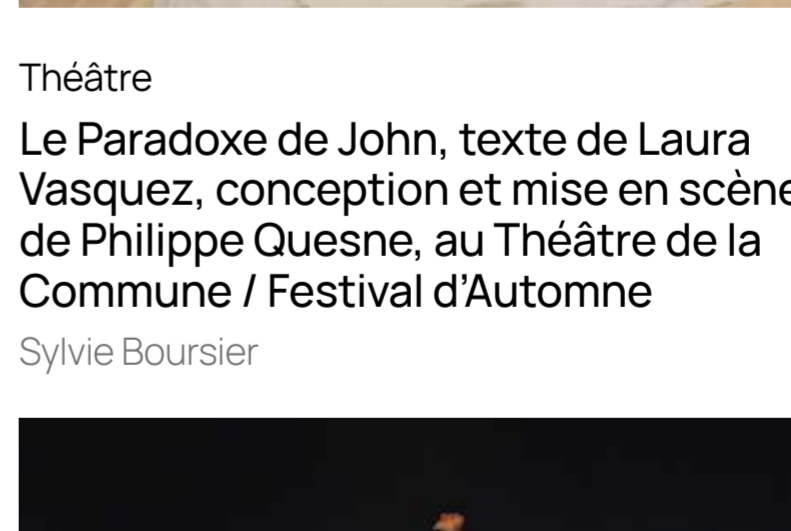 Théâtre
Le Paradoxe de John, texte de Laura
Vasquez, conception et mise en scène
de Philippe Quesne, au Théâtre de la
Commune / Festival d’Automne
Sylvie Boursier